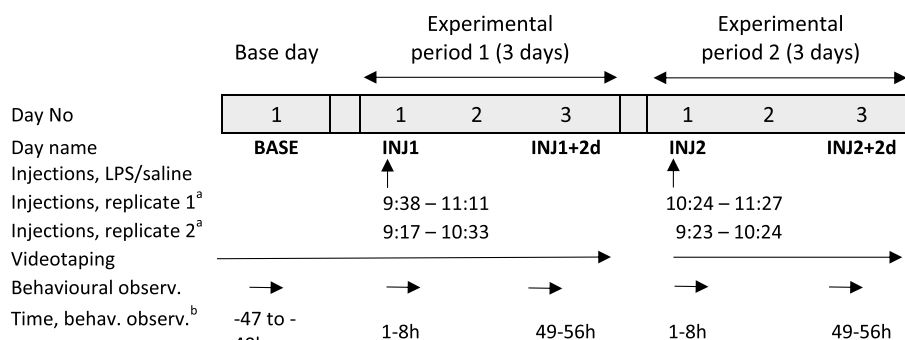 Experimental Experimental
Base day period 1 (3 days) period 2 (3 days)
Day No 1 1 2 3 1 2 3
Day name BASE INJ1 INJ1+2d INJ2 INJ2+2d
Injections, LPS/saline
Injections, replicate 1a 9:38 – 11:11 10:24 – 11:27
Injections, replicate 2a 9:17 – 10:33 9:23 – 10:24
Videotaping
Behavioural observ.
Time, behav. observ.b -47 to - 1-8h 49-56h 1-8h 49-56h